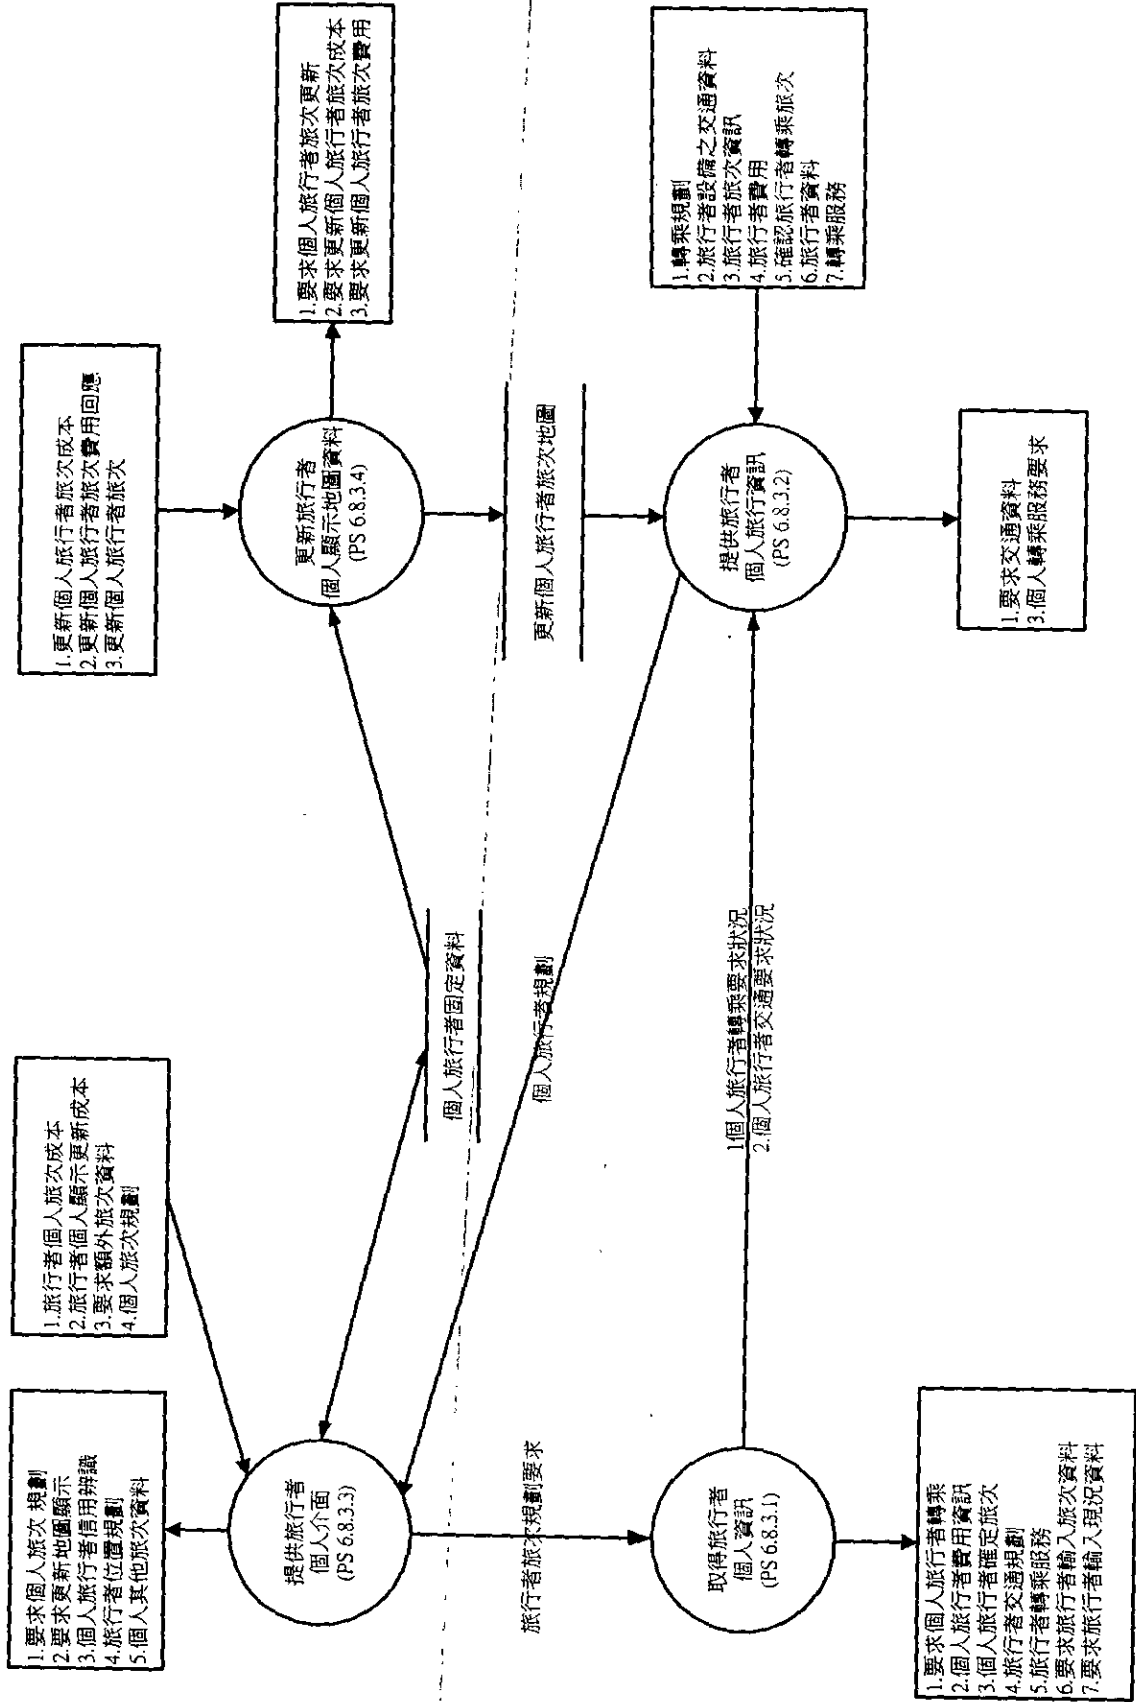 1.要求個人旅次 規劃
2.要求更新地圖顯示
3.個人旅行者信用辨識
4.旅行者位置規劃
5.個人其他旅次資料
1.旅行者個人旅次成本
2.旅行者個人顯示更新成本
3.要求額外旅次資料
4.個人旅次規劃
1.更新個人旅行者旅次成本
2.更新個人旅行者旅次費用回應
3.更新個人旅行者旅次
提供旅行者
個人介面
(PS 6.8.3.3)
個人旅行者固定資料
更新旅行者
個人顯示地圖資料
(PS 6.8.3.4)
1.要求個人旅行者旅次更新
2.要求更新個人旅行者旅次成本
3.要求更新個人旅行者旅次費用
旅行者旅次規劃要求
個人旅行者規劃
更新個人旅行者旅次地圖
取得旅行者
個人資訊
(PS 6.8.3.1)
1個人旅行者轉乘要求狀況
2.個人旅行者交通要求狀況
提供旅行者
個人旅行資訊
(PS 6.8.3.2)
1.轉乘規劃
2.旅行者設備之交通資料
3.旅行者旅次資訊
4.旅行者費用
5.確認旅行者轉乘旅次
6.旅行者資料
7.轉乘服務
1.要求個人旅行者轉乘
2.個人旅行者費用資訊
3.個人旅行者確定旅次
4.旅行者交通規劃
5.旅行者轉乘服務
6.要求旅行者輸入旅次資料
7.要求旅行者輸入現況資料
1.要求交通資料
3.個人轉乘服務要求